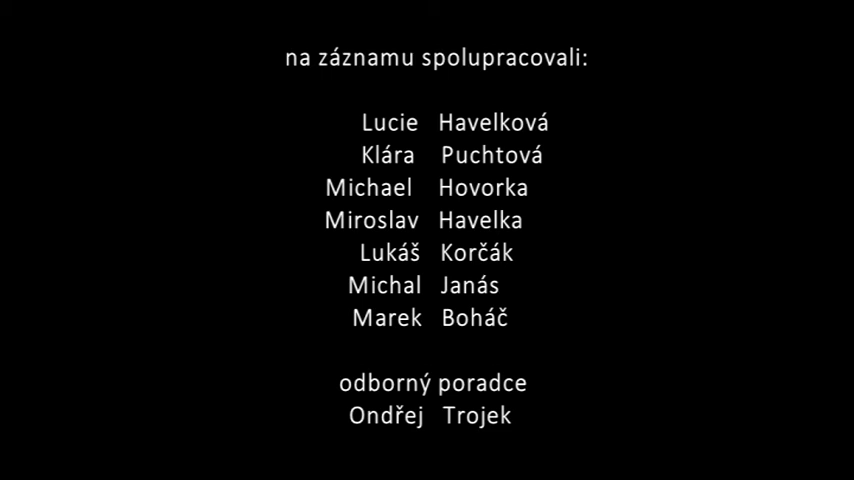 na záznamu spolupracovali:
Lucie Havelková
Klára Puchtová
Michael Hovorka
Miroslav Havelka
Lukáš Korčák
Michal Janás
Marek Boháč
odborný poradce
Ondřej Trojek